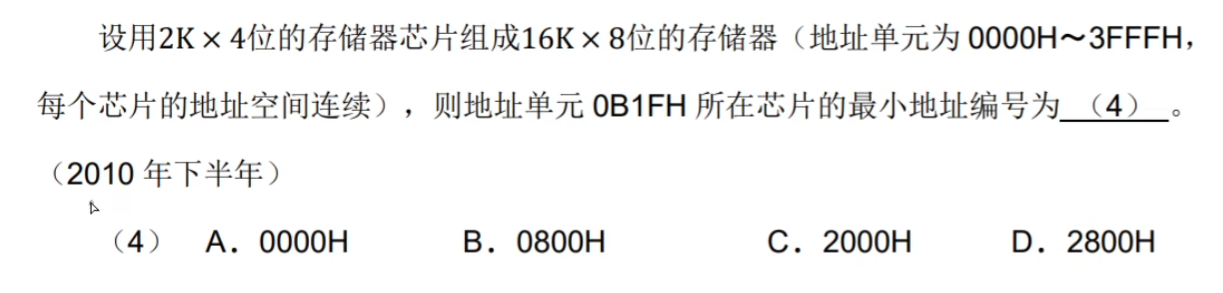 设用2K × 4位的存储器芯片组成16K × 8位的存储器（地址单元为 0000H～3FFFH，
每个芯片的地址空间连续），则地址单元 0B1FH 所在芯片的最小地址编号为 （4） 。
（2010 年下半年）
（4） A．0000H B．0800H C．2000H D．2800H